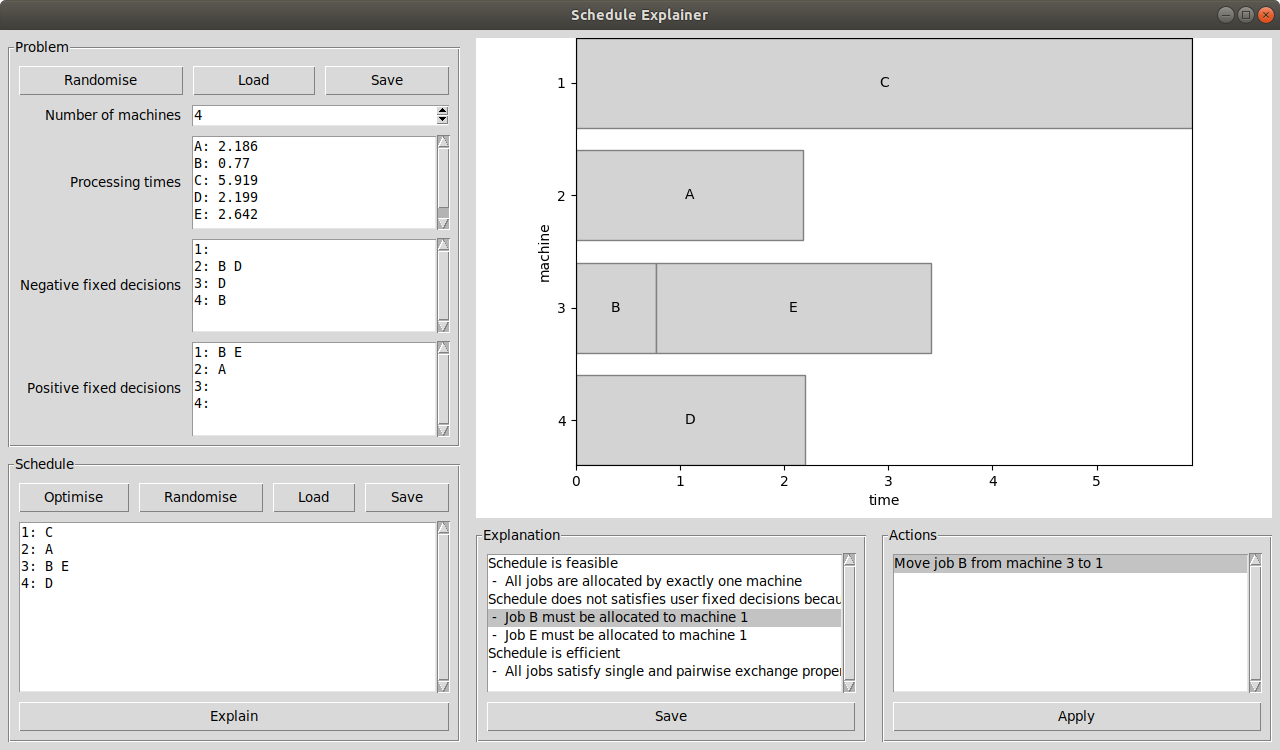 Schedule Explainer
Problem
Randomise Load Save
Number of machines 4
Processing times
A: 2.186
B: 0.77
C: 5.919
D: 2.199
E: 2.642
Negative fixed decisions
1:
2: B D
3: D
4: B
Positive fixed decisions
1: B E
2: A
3:
4:
Schedule
Optimise Randomise Load Save
1: C
2: A
3: B E
4: D
Explain
machine
1
2
3
4
C
A
B E
D
0 1 2 3 4 5
time
Explanation
Schedule is feasible
- All jobs are allocated by exactly one machine
Schedule does not satisfies user fixed decisions becau
- Job B must be allocated to machine 1
- Job E must be allocated to machine 1
Schedule is efficient
- All jobs satisfy single and pairwise exchange proper
Save
Actions
Move job B from machine 3 to 1
Apply